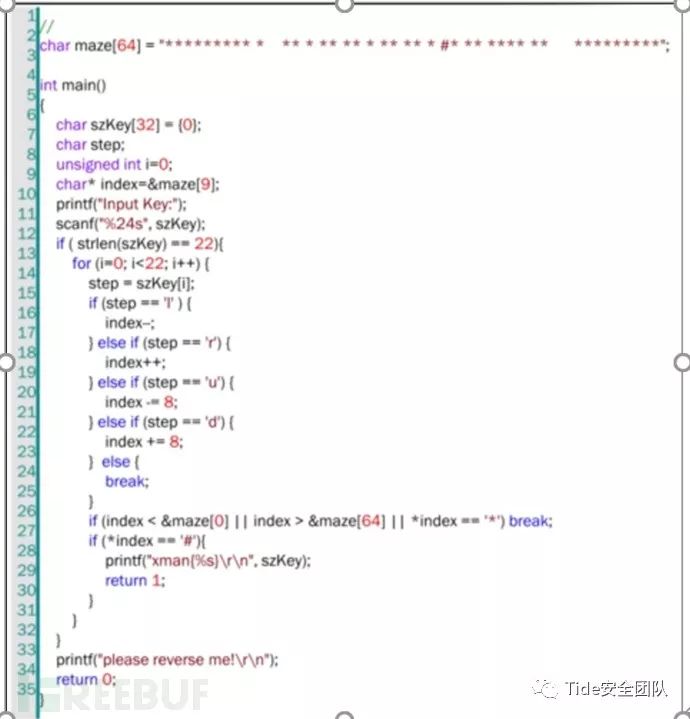 1
2 //
3 char maze[64] = "********* *   ** * ** ** * ** ** * #* ** **** **   *********";
4
5 int main()
6 {
7 char szKey[32] = {0};
8 char step;
9 unsigned int i=0;
10 char* index=&maze[9];
11 printf("Input Key:");
12 scanf("%24s", szKey);
13 if ( strlen(szKey) == 22){
14 for (i=0; i<22; i++) {
15 step = szKey[i];
16 if (step == 'l' ) {
17 index--;
18 } else if (step == 'r') {
19 index++;
20 } else if (step == 'u') {
21 index -= 8;
22 } else if (step == 'd') {
23 index += 8;
24 } else {
25 break;
26 }
27 if (index < &maze[0] || index > &maze[64] || *index == '*') break;
28 if (*index == '#'){
29 printf("xman{%s}\r\n", szKey);
30 return 1;
31 }
32 }
33 }
34 printf("please reverse me!\r\n");
35 return 0;
}
REEBUF
Tide安全团队